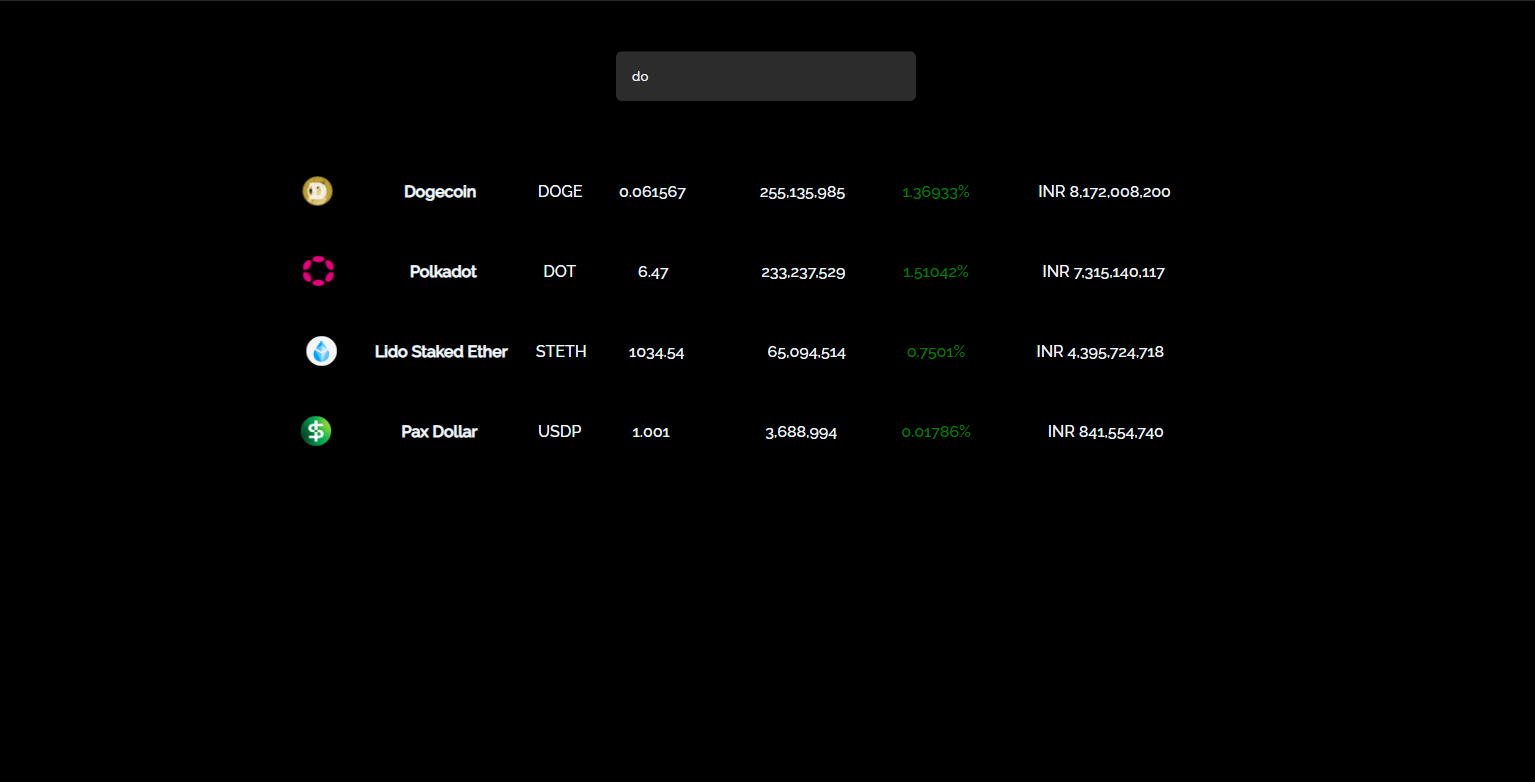 do
Dogecoin DOGE 0.061567 255,135,985 1.36933% INR 8,172,008,200
Polkadot DOT 6.47 233,237,529 1.51042% INR 7,315,140,117
Lido Staked Ether STETH 1034.54 65,094,514 0.7501% INR 4,395,724,718
Pax Dollar USDP 1.001 3,688,994 0.01786% INR 841,554,740